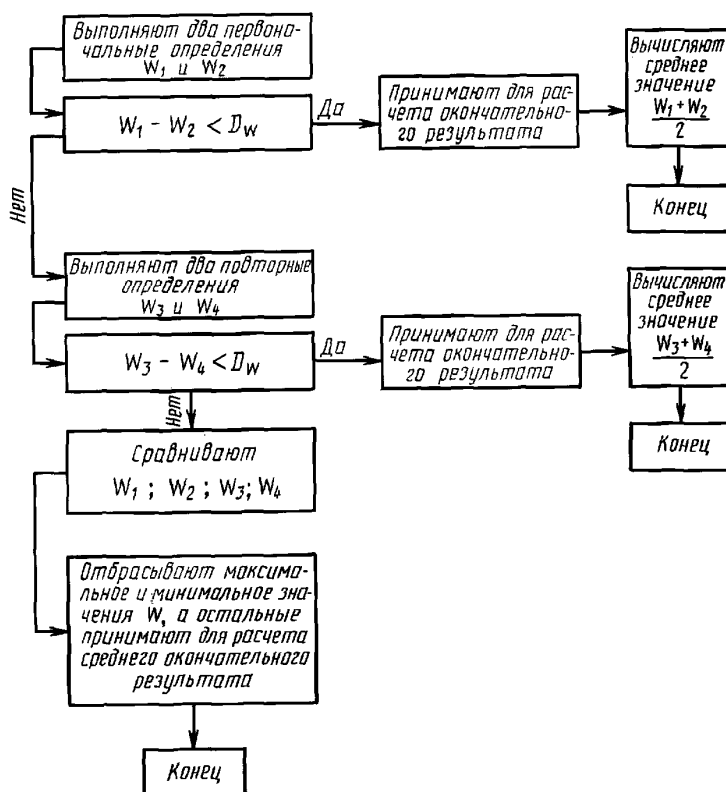 Выполняют два первона-
чальные определения
W₁ и W₂
W₁ – W₂ < D_W
Да
Принимают для рас-
чета окончательно-
го результата
Вычисляют
среднее
значение
W₁ + W₂
2
Конец
Нет
Выполняют два повторные
определения
W₃ и W₄
W₃ – W₄ < D_W
Да
Принимают для рас-
чета окончательно-
го результата
Вычисляют
среднее
значение
W₃+W₄
2
Конец
Нет
Сравнивают
W₁ ; W₂ ; W₃; W₄
Отбрасывают максималь-
ное и минимальное зна-
чения W, а остальные
принимают для расчета
среднего окончательного
результата
Конец